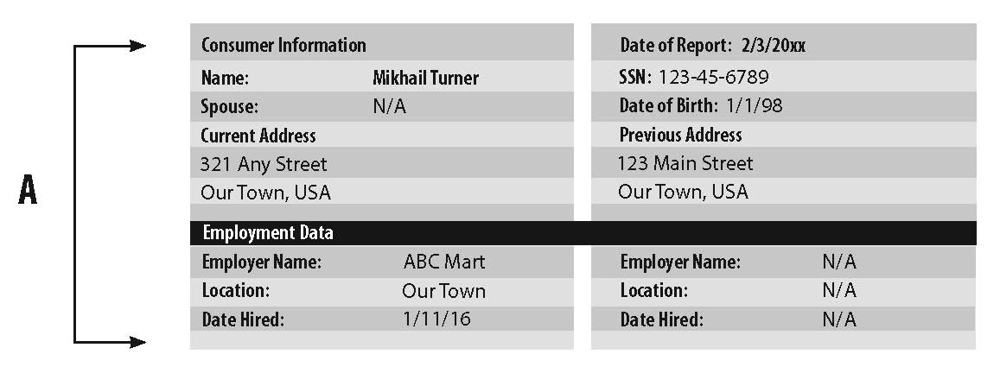 A
Consumer Information
Date of Report: 2/3/20xx
Name: Mikhail Turner
SSN: 123-45-6789
Spouse: N/A
Date of Birth: 1/1/98
Current Address
Previous Address
321 Any Street
123 Main Street
Our Town, USA
Our Town, USA
Employment Data
Employer Name: ABC Mart
Employer Name: N/A
Location: Our Town
Location: N/A
Date Hired: 1/11/16
Date Hired: N/A